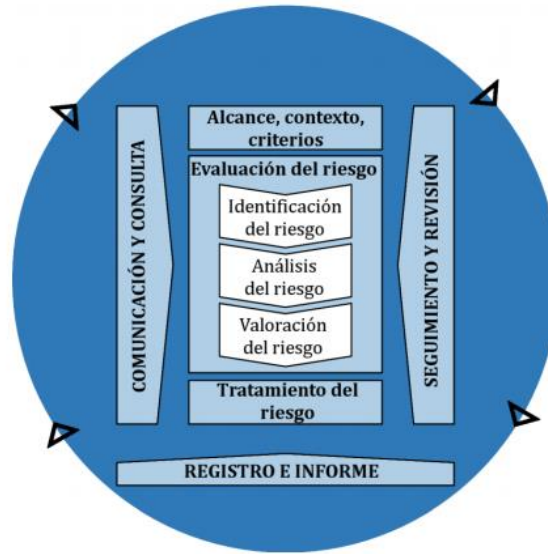 Alcance, contexto,
criterios
Evaluación del riesgo
Identificación
del riesgo
Análisis
del riesgo
Valoración
del riesgo
Tratamiento del
riesgo
COMUNICACIÓN Y CONSULTA
SEGUIMIENTO Y REVISIÓN
REGISTRO E INFORME